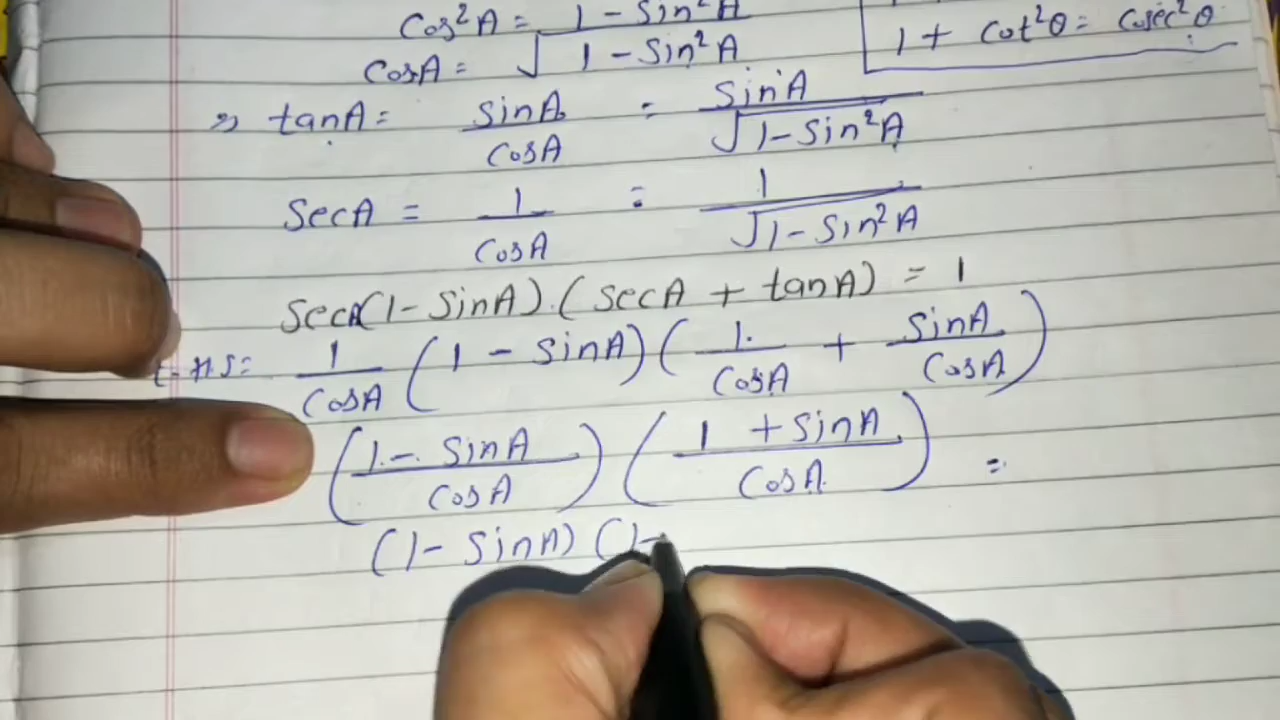 Cos²A = 1 - Sin²A
CosA = √1 - Sin²A
1 + Cot²θ = Cosec²θ
⇒ tanA = SinA/CosA = SinA/√1-Sin²A
SecA = 1/CosA = 1/√1-Sin²A
SecA(1-SinA).(SecA + tanA) = 1
L.H.S = 1/CosA (1 - SinA) (1/CosA + SinA/CosA)
(1 - SinA/CosA) (1 + SinA/CosA) =
(1 - SinA) (1-